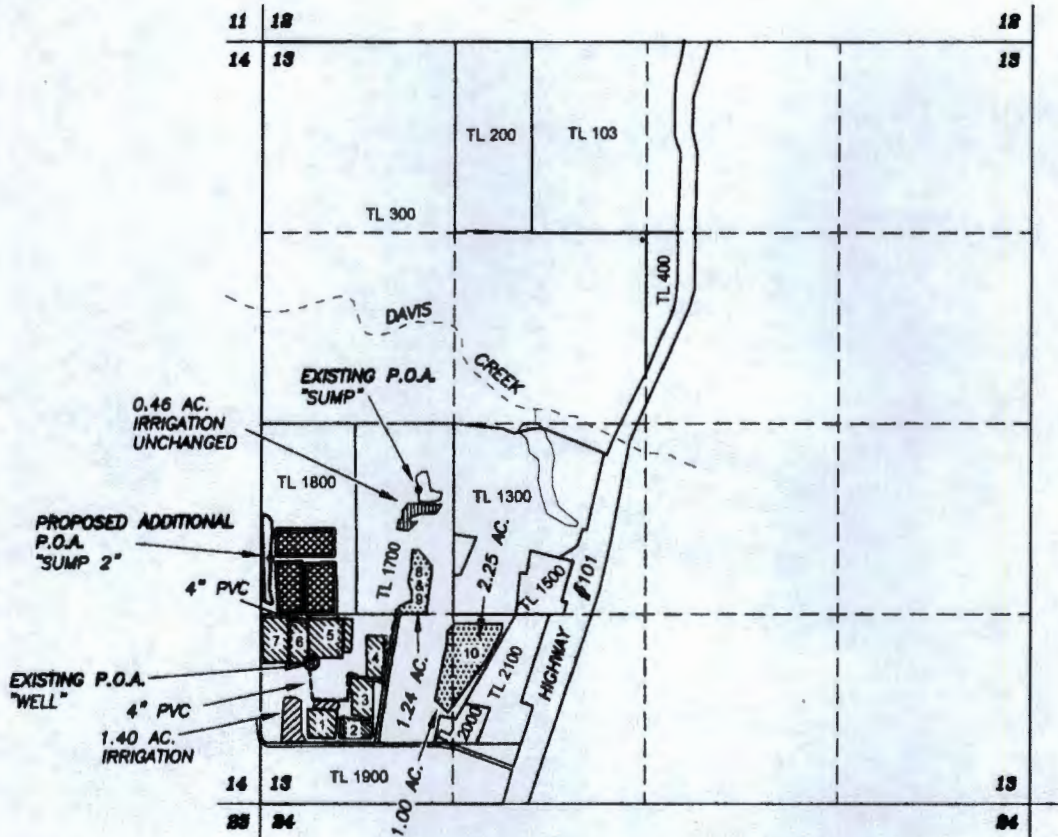 11 12
12
14 13
13
TL 200
TL 103
TL 300
TL 400
DAVIS
CREEK
EXISTING P.O.A.
"SUMP"
0.46 AC.
IRRIGATION
UNCHANGED
TL 1800
TL 1300
PROPOSED ADDITIONAL
P.O.A.
"SUMP 2"
TL 1700
2.25 AC.
4" PVC
8
&
9
TL 1500
101
7
6
5
10
4
EXISTING P.O.A.
"WELL"
TL 2100
HIGHWAY
1.24 AC.
4" PVC
3
1
2
TL
2000
1.40 AC.
IRRIGATION
TL 1900
1.00 AC.
14 13
13
23 24
24